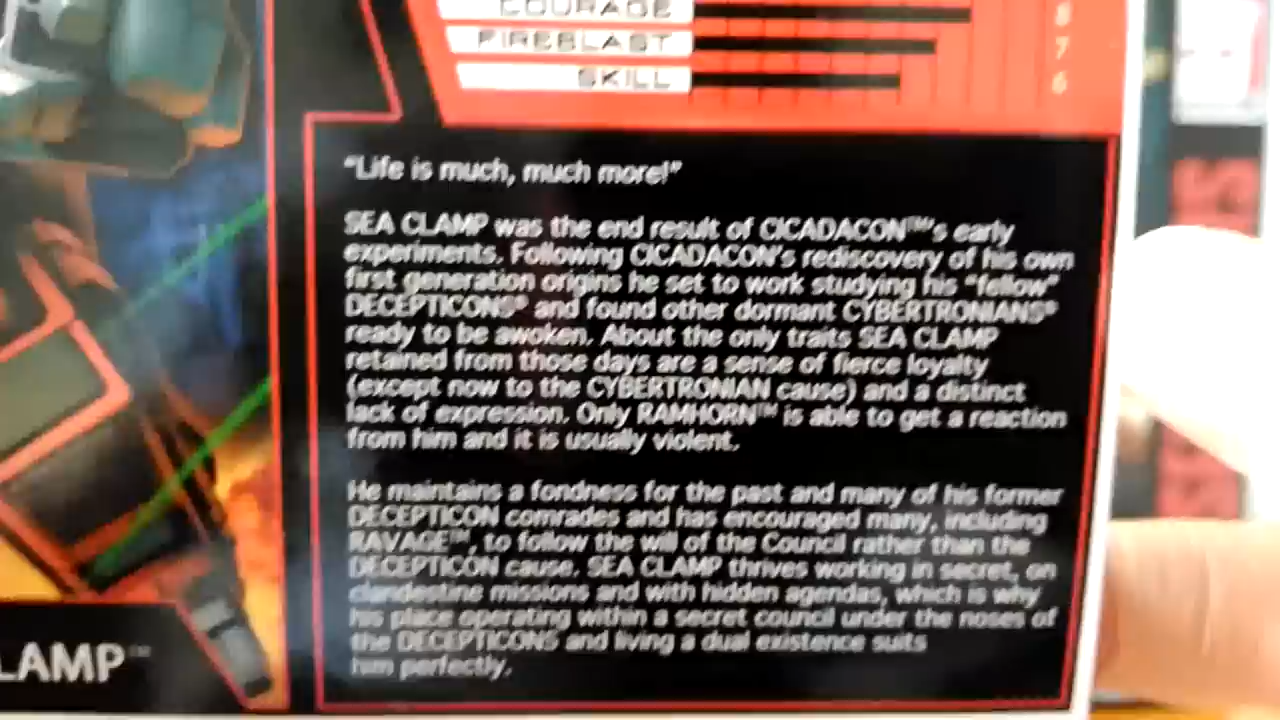 COURAGE 8
FIREBLAST 7
SKILL 6
"Life is much, much more!"
SEA CLAMP was the end result of CICADACON™'s early
experiments. Following CICADACON's rediscovery of his own
first generation origins he set to work studying his "fellow"
DECEPTICONS® and found other dormant CYBERTRONIANS®
ready to be awoken. About the only traits SEA CLAMP
retained from those days are a sense of fierce loyalty
(except now to the CYBERTRONIAN cause) and a distinct
lack of expression. Only RAMHORN™ is able to get a reaction
from him and it is usually violent.
He maintains a fondness for the past and many of his former
DECEPTICON comrades and has encouraged many, including
RAVAGE™, to follow the will of the Council rather than the
DECEPTICON cause. SEA CLAMP thrives working in secret, on
clandestine missions and with hidden agendas, which is why
his place operating within a secret council under the noses of
the DECEPTICONS and living a dual existence suits
him perfectly.
LAMP™